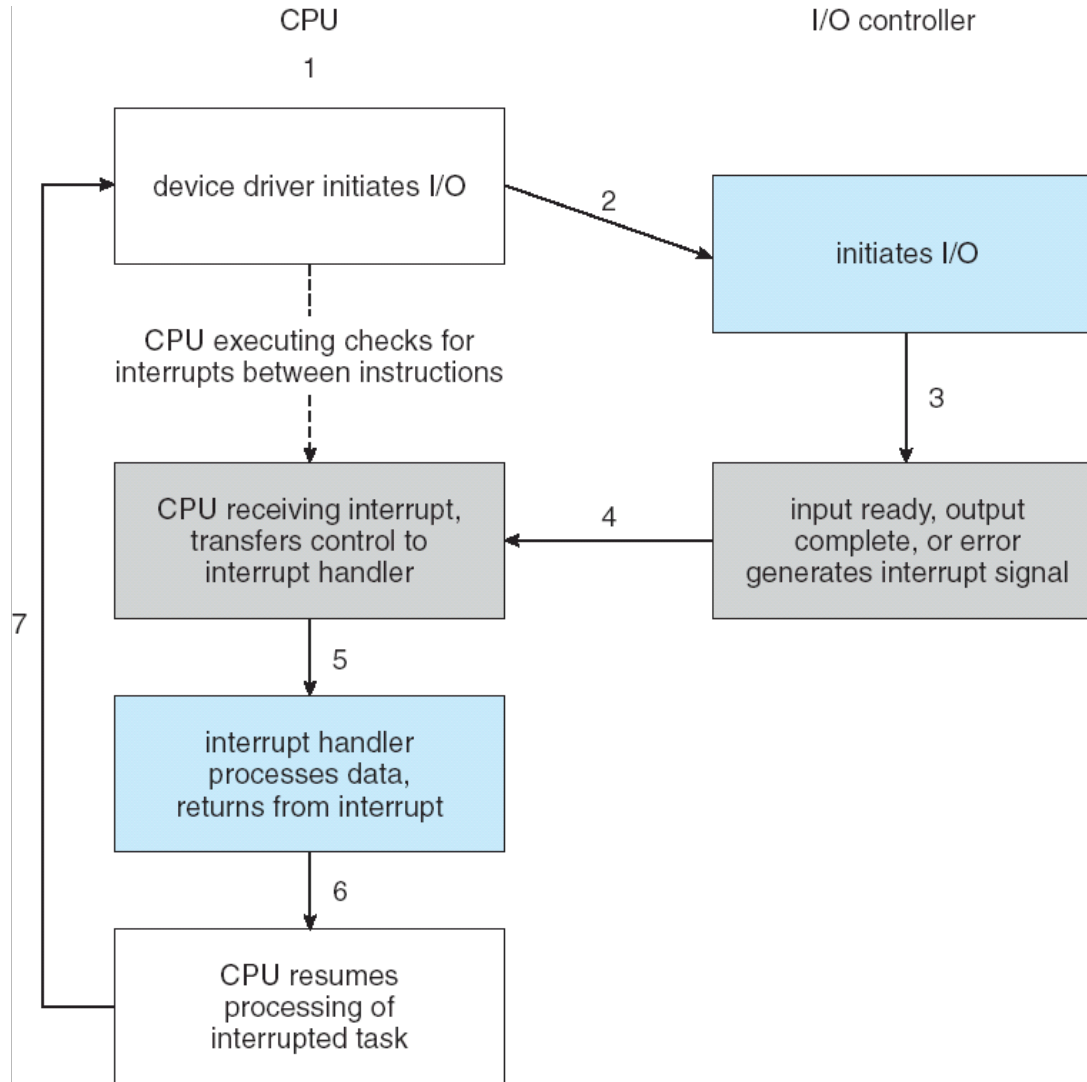 CPU
I/O controller
1
device driver initiates I/O
2
initiates I/O
CPU executing checks for
interrupts between instructions
3
CPU receiving interrupt,
transfers control to
interrupt handler
4
input ready, output
complete, or error
generates interrupt signal
7
5
interrupt handler
processes data,
returns from interrupt
6
CPU resumes
processing of
interrupted task